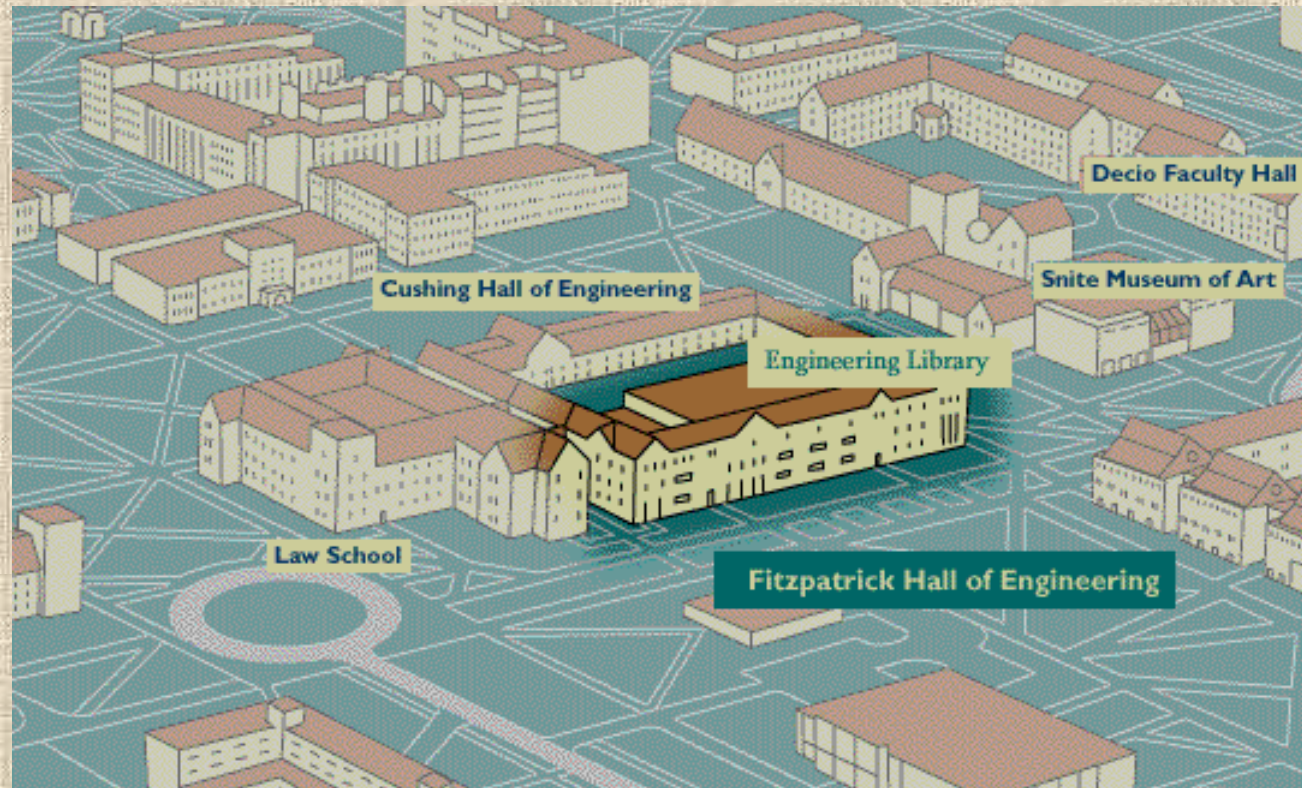 Decio Faculty Hall
Snite Museum of Art
Cushing Hall of Engineering
Engineering Library
Law School
Fitzpatrick Hall of Engineering